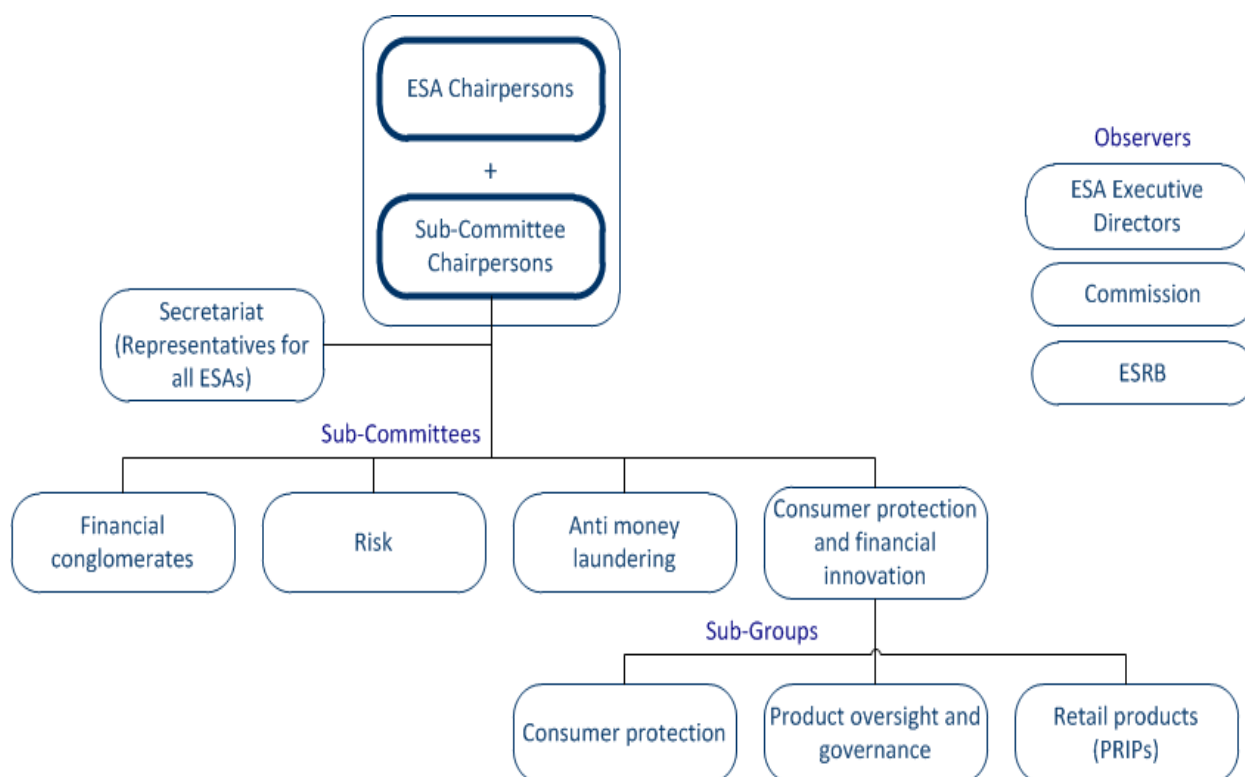 ESA Chairpersons
+
Sub-Committee
Chairpersons
Observers
ESA Executive
Directors
Commission
ESRB
Secretariat
(Representatives for
all ESAs)
Sub-Committees
Financial
conglomerates
Risk
Anti money
laundering
Consumer protection
and financial
innovation
Sub-Groups
Consumer protection
Product oversight and
governance
Retail products
(PRIPs)